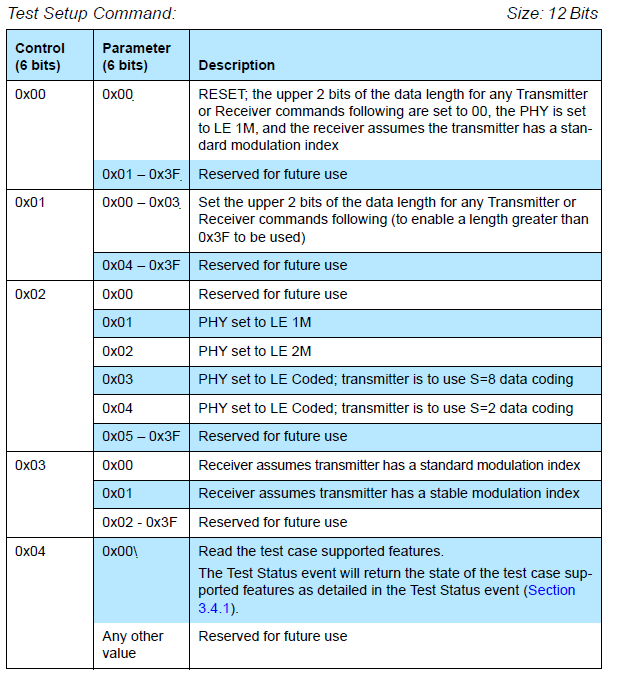 Test Setup Command: Size: 12 Bits
Control (6 bits) Parameter (6 bits) Description
0x00 0x00 RESET; the upper 2 bits of the data length for any Transmitter
or Receiver commands following are set to 00, the PHY is set
to LE 1M, and the receiver assumes the transmitter has a stan-
dard modulation index
0x01 – 0x3F Reserved for future use
0x01 0x00 – 0x03 Set the upper 2 bits of the data length for any Transmitter or
Receiver commands following (to enable a length greater than
0x3F to be used)
0x04 – 0x3F Reserved for future use
0x02 0x00 Reserved for future use
0x01 PHY set to LE 1M
0x02 PHY set to LE 2M
0x03 PHY set to LE Coded; transmitter is to use S=8 data coding
0x04 PHY set to LE Coded; transmitter is to use S=2 data coding
0x05 – 0x3F Reserved for future use
0x03 0x00 Receiver assumes transmitter has a standard modulation index
0x01 Receiver assumes transmitter has a stable modulation index
0x02 - 0x3F Reserved for future use
0x04 0x00\ Read the test case supported features.
The Test Status event will return the state of the test case sup-
ported features as detailed in the Test Status event (Section
3.4.1).
Any other Reserved for future use
value